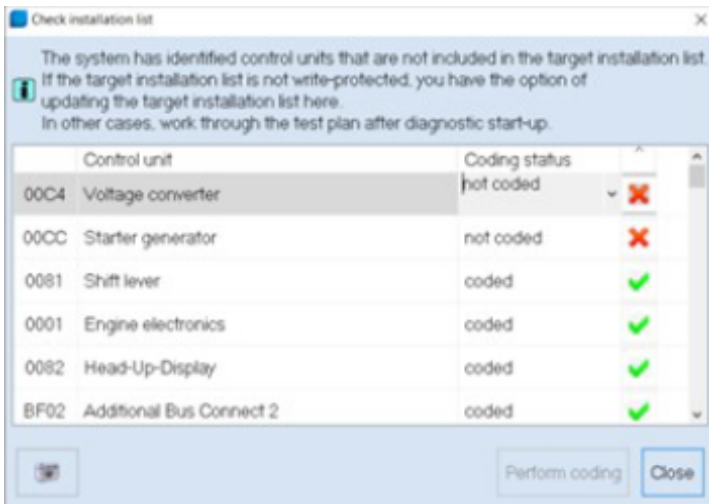 Check installation list
The system has identified control units that are not included in the target installation list.
If the target installation list is not write-protected, you have the option of
updating the target installation list here.
In other cases, work through the test plan after diagnostic start-up.
Control unit Coding status
00C4 Voltage converter not coded
00CC Starter generator not coded
0081 Shift lever coded
0001 Engine electronics coded
0082 Head-Up-Display coded
BF02 Additional Bus Connect 2 coded
Perform coding Close